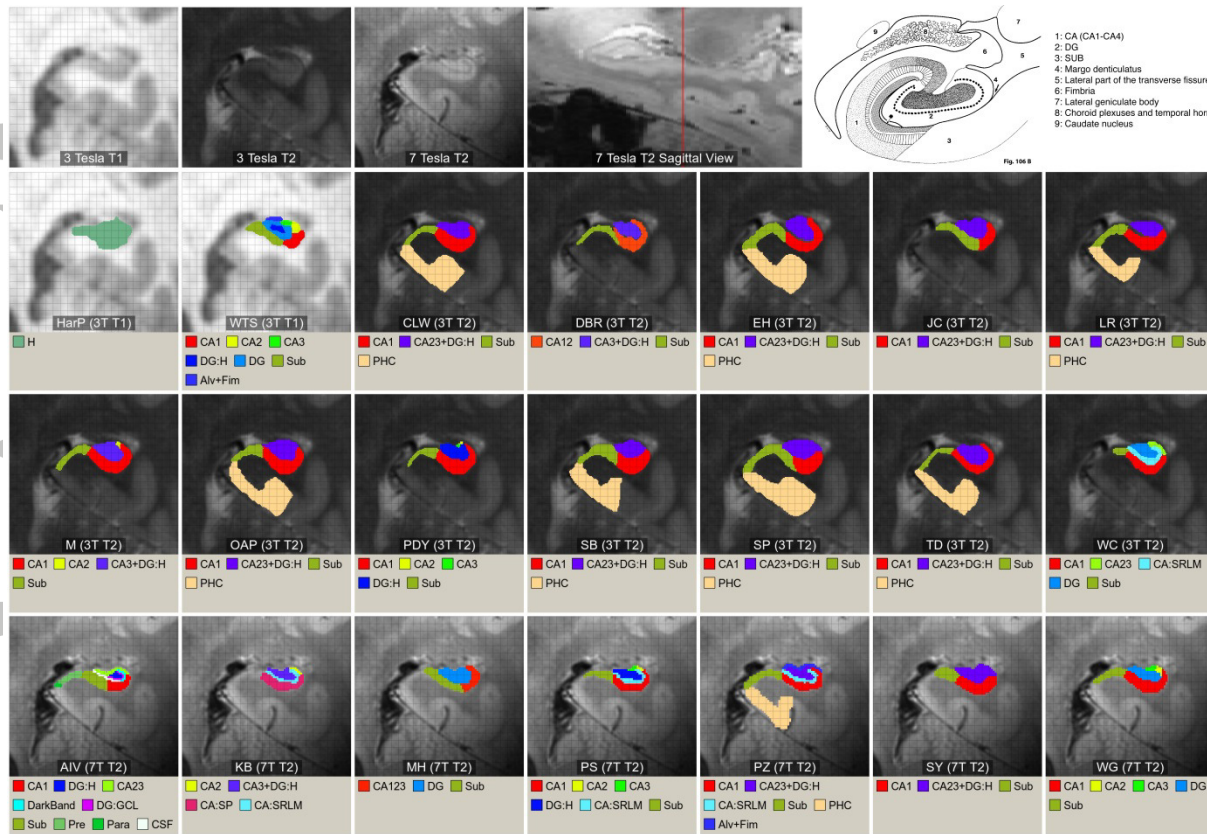 3 Tesla T1
3 Tesla T2
7 Tesla T2
7 Tesla T2 Sagittal View
9
8
7
6
5
4
1
2
3
Fig. 106 B
1: CA (CA1-CA4)
2: DG
3: SUB
4: Margo denticulatus
5: Lateral part of the transverse fissure
6: Fimbria
7: Lateral geniculate body
8: Choroid plexuses and temporal horn
9: Caudate nucleus
HarP (3T T1)
H
WTS (3T T1)
CA1 CA2 CA3
DG:H DG Sub
Alv+Fim
CLW (3T T2)
CA1 CA23+DG:H Sub
PHC
DBR (3T T2)
CA12 CA3+DG:H Sub
EH (3T T2)
CA1 CA23+DG:H Sub
PHC
JC (3T T2)
CA1 CA23+DG:H Sub
LR (3T T2)
CA1 CA23+DG:H Sub
PHC
M (3T T2)
CA1 CA2 CA3+DG:H
Sub
OAP (3T T2)
CA1 CA23+DG:H Sub
PHC
PDY (3T T2)
CA1 CA2 CA3
DG:H Sub
SB (3T T2)
CA1 CA23+DG:H Sub
PHC
SP (3T T2)
CA1 CA23+DG:H Sub
PHC
TD (3T T2)
CA1 CA23+DG:H Sub
PHC
WC (3T T2)
CA1 CA23 CA:SRLM
DG Sub
AIV (7T T2)
CA1 DG:H CA23
DarkBand DG:GCL
Sub Pre Para CSF
KB (7T T2)
CA2 CA3+DG:H
CA:SP CA:SRLM
MH (7T T2)
CA123 DG Sub
PS (7T T2)
CA1 CA2 CA3
DG:H CA:SRLM Sub
PZ (7T T2)
CA1 CA23+DG:H
CA:SRLM Sub PHC
Alv+Fim
SY (7T T2)
CA1 CA23+DG:H Sub
WG (7T T2)
CA1 CA2 CA3 DG
Sub